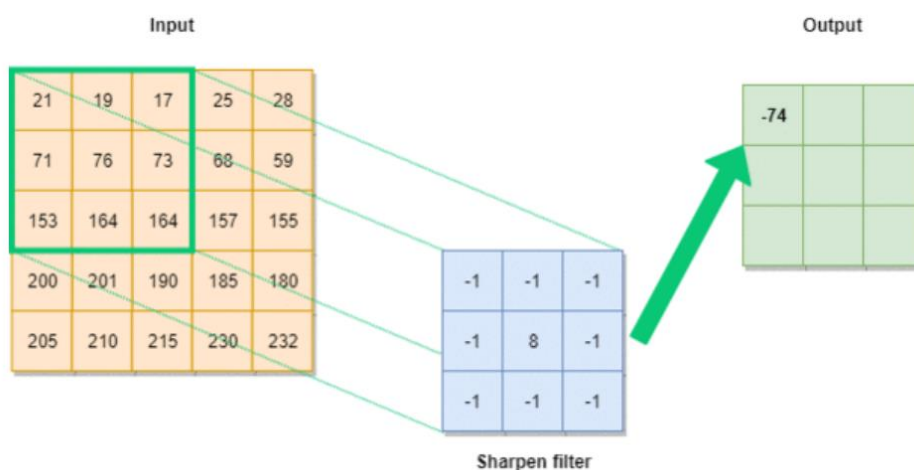 Input
Output
21 19 17 25 28
71 76 73 68 59
153 164 164 157 155
200 201 190 185 180
205 210 215 230 232
-74
-1 -1 -1
-1 8 -1
-1 -1 -1
Sharpen filter